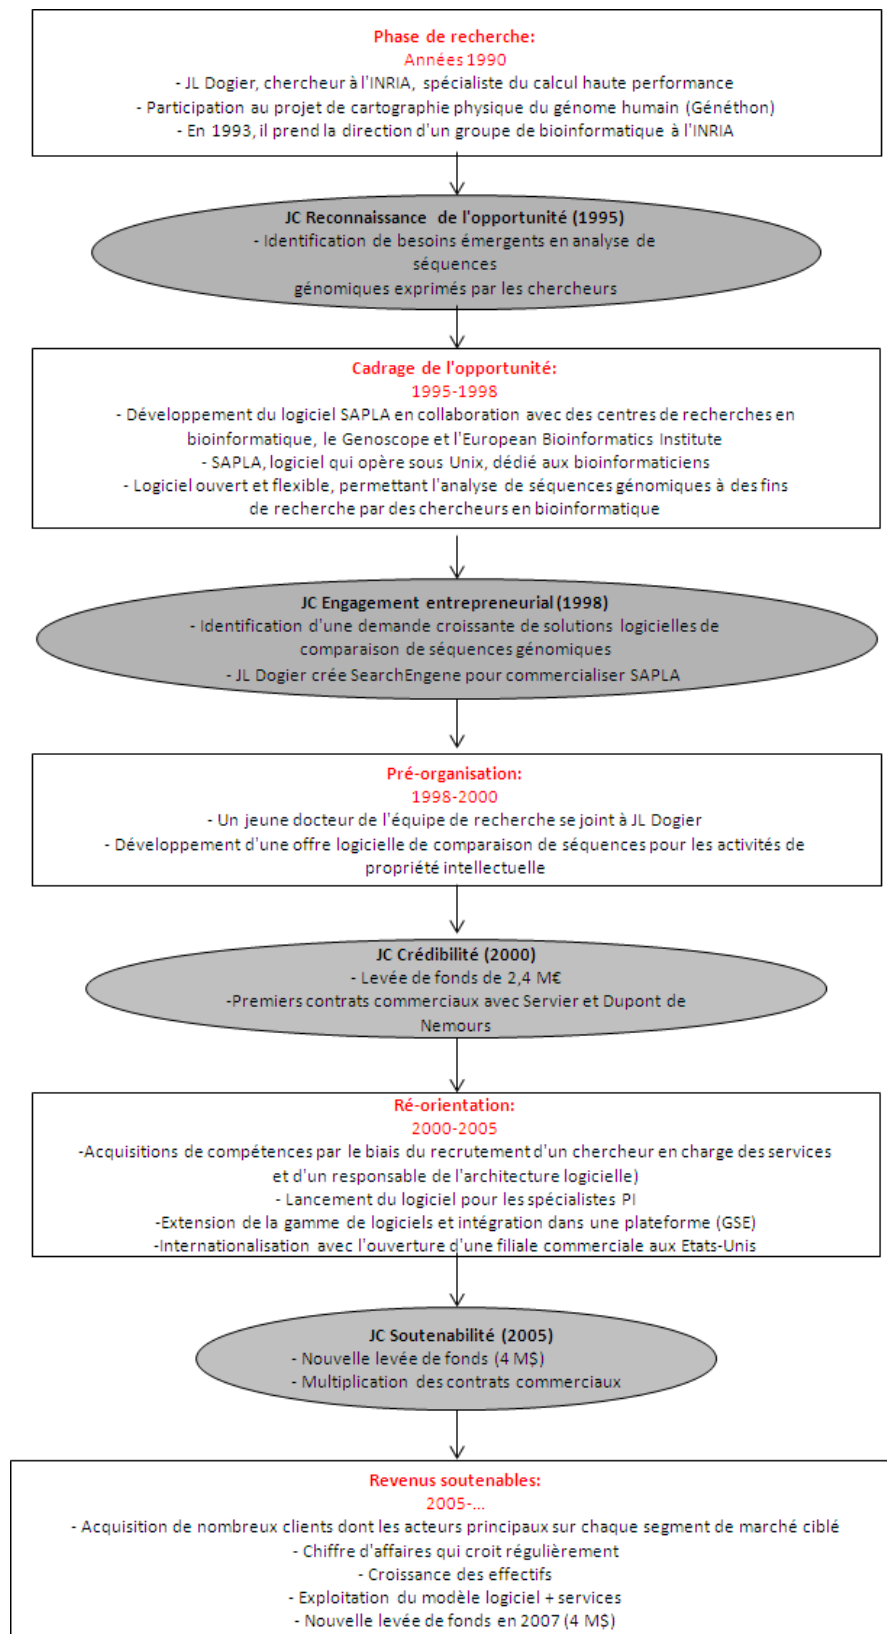 Phase de recherche:
Années 1990
- JL Dogier, chercheur à l'INRIA, spécialiste du calcul haute performance
- Participation au projet de cartographie physique du génome humain (Généthon)
- En 1993, il prend la direction d'un groupe de bioinformatique à l'INRIA
JC Reconnaissance de l'opportunité (1995)
- Identification de besoins émergents en analyse de
séquences
génomiques exprimés par les chercheurs
Cadrage de l'opportunité:
1995-1998
- Développement du logiciel SAPLA en collaboration avec des centres de recherches en
bioinformatique, le Genoscope et l'European Bioinformatics Institute
- SAPLA, logiciel qui opère sous Unix, dédié aux bioinformaticiens
- Logiciel ouvert et flexible, permettant l'analyse de séquences génomiques à des fins
de recherche par des chercheurs en bioinformatique
JC Engagement entrepreneurial (1998)
- Identification d'une demande croissante de solutions logicielles de
comparaison de séquences génomiques
- JL Dogier crée SearchEngene pour commercialiser SAPLA
Pré-organisation:
1998-2000
- Un jeune docteur de l'équipe de recherche se joint à JL Dogier
- Développement d'une offre logicielle de comparaison de séquences pour les activités de
propriété intellectuelle
JC Crédibilité (2000)
- Levée de fonds de 2,4 M€
-Premiers contrats commerciaux avec Servier et Dupont de
Nemours
Ré-orientation:
2000-2005
-Acquisitions de compétences par le biais du recrutement d'un chercheur en charge des services
et d'un responsable de l'architecture logicielle)
- Lancement du logiciel pour les spécialistes PI
-Extension de la gamme de logiciels et intégration dans une plateforme (GSE)
-Internationalisation avec l'ouverture d'une filiale commerciale aux Etats-Unis
JC Soutenabilité (2005)
- Nouvelle levée de fonds (4 M$)
- Multiplication des contrats commerciaux
Revenus soutenables:
2005-...
- Acquisition de nombreux clients dont les acteurs principaux sur chaque segment de marché ciblé
- Chiffre d'affaires qui croit régulièrement
- Croissance des effectifs
- Exploitation du modèle logiciel + services
- Nouvelle levée de fonds en 2007 (4 M$)